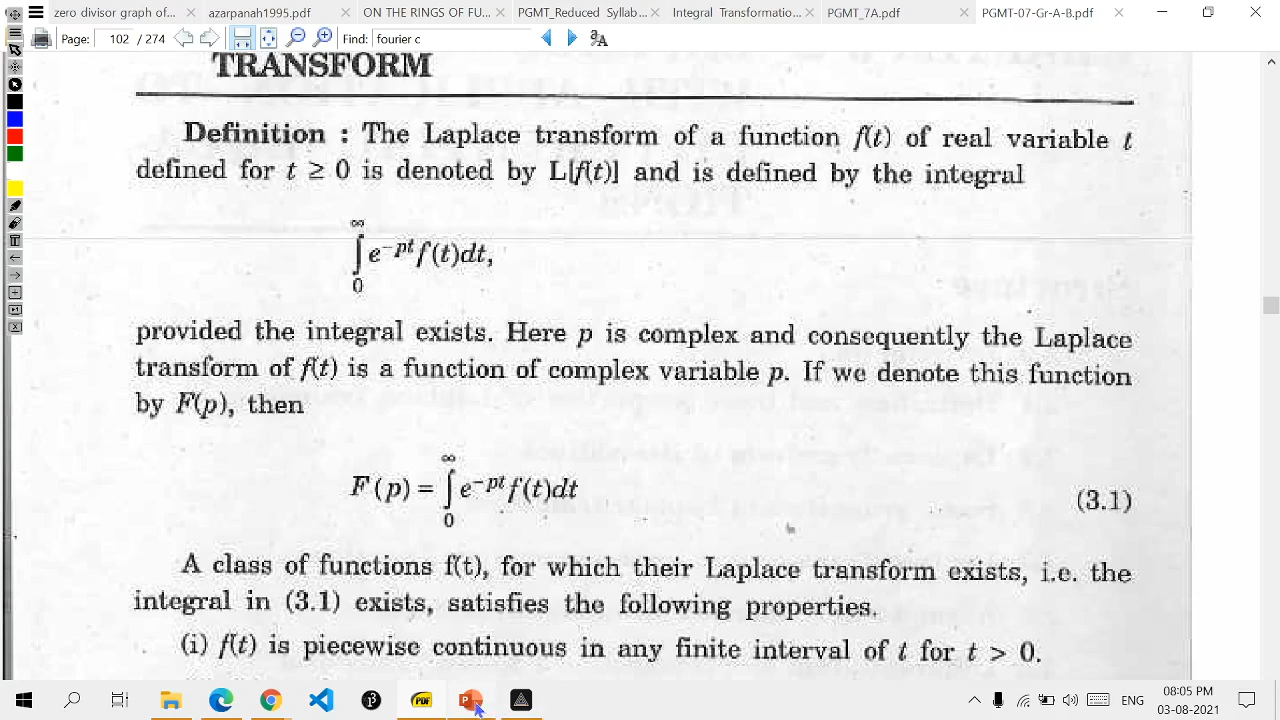 zero divisor graph of...
azarpanah1995.pdf
ON THE RINGS OF FU...
PGMT_Reduced_Syllab...
Integral Transformatio...
PGMT_7A.pdf
PGMT-07-Gr-A-B.pdf
Page: 102 / 274
Find: fourier c
TRANSFORM
Definition : The Laplace transform of a function f(t) of real variable t
defined for t ≥ 0 is denoted by L[f(t)] and is defined by the integral
∞
∫ e^{-pt} f(t)dt,
0
provided the integral exists. Here p is complex and consequently the Laplace
transform of f(t) is a function of complex variable p. If we denote this function
by F(p), then
∞
F(p) = ∫ e^{-pt} f(t)dt (3.1)
0
A class of functions f(t), for which their Laplace transform exists, i.e. the
integral in (3.1) exists, satisfies the following properties.
(i) f(t) is piecewise continuous in any finite interval of t for t > 0.
ENG
08:05 PM
03-08-2021